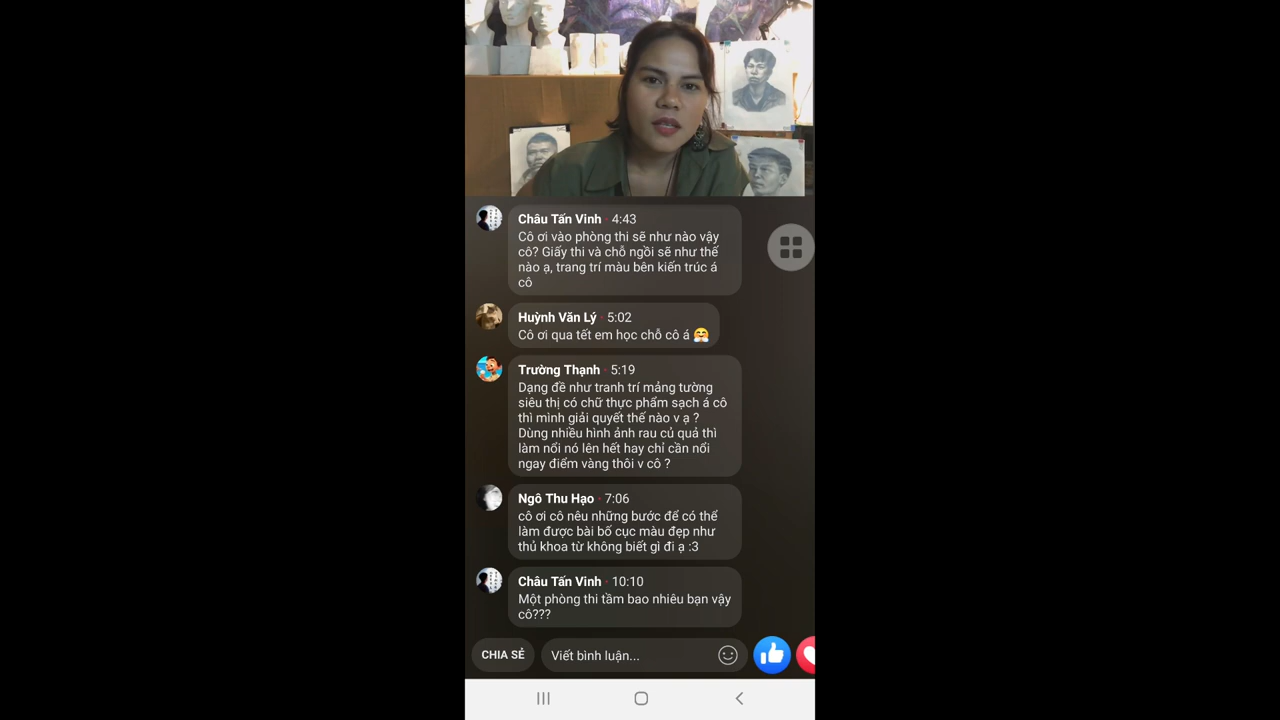 Châu Tấn Vinh · 4:43
Cô ơi vào phòng thi sẽ như nào vậy
cô? Giấy thi và chỗ ngồi sẽ như thế
nào ạ, trang trí màu bên kiến trúc á
cô
Huỳnh Văn Lý · 5:02
Cô ơi qua tết em học chỗ cô á 🤗
Trường Thạnh · 5:19
Dạng đề như tranh trí mảng tường
siêu thị có chữ thực phẩm sạch á cô
thì mình giải quyết thế nào v ạ ?
Dùng nhiều hình ảnh rau củ quả thì
làm nổi nó lên hết hay chỉ cần nổi
ngay điểm vàng thôi v cô ?
Ngô Thu Hạo · 7:06
cô ơi cô nêu những bước để có thể
làm được bài bố cục màu đẹp như
thủ khoa từ không biết gì đi ạ :3
Châu Tấn Vinh · 10:10
Một phòng thi tầm bao nhiêu bạn vậy
cô???
CHIA SẺ
Viết bình luận...